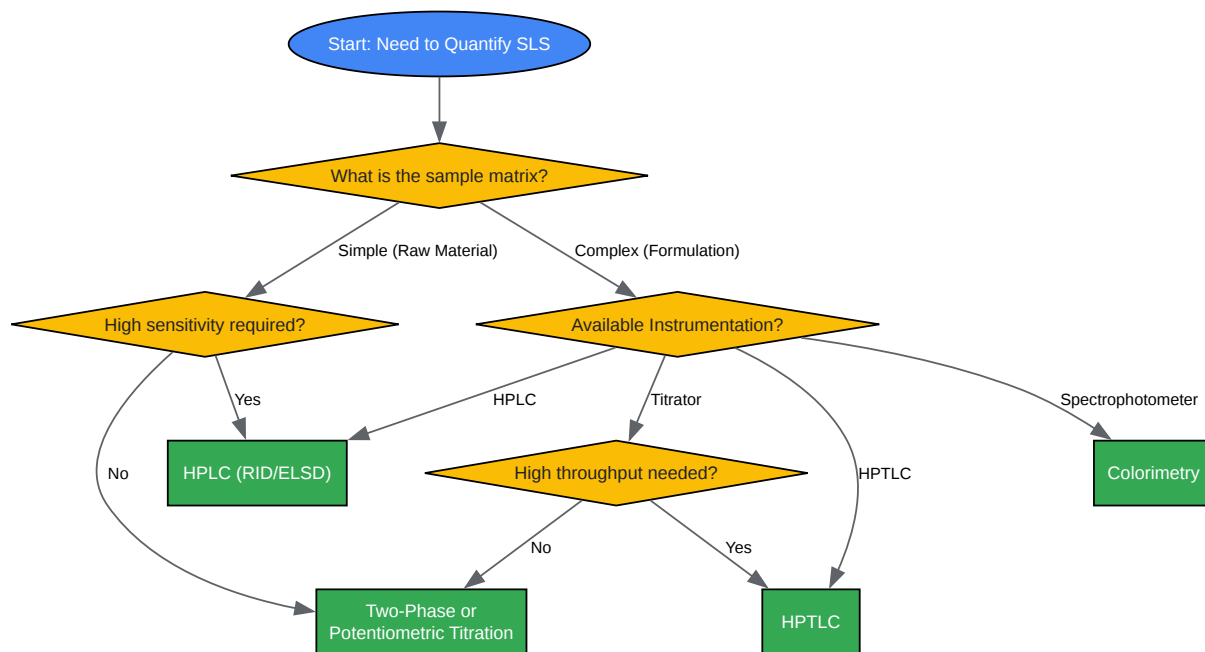 Start: Need to Quantify SLS
What is the sample matrix?
Simple (Raw Material)
Complex (Formulation)
High sensitivity required?
Available Instrumentation?
Yes
HPLC
Titrator
Spectrophotometer
No
HPLC (RID/ELSD)
High throughput needed?
HPTLC
Colorimetry
No
Yes
Two-Phase or
Potentiometric Titration
HPTLC